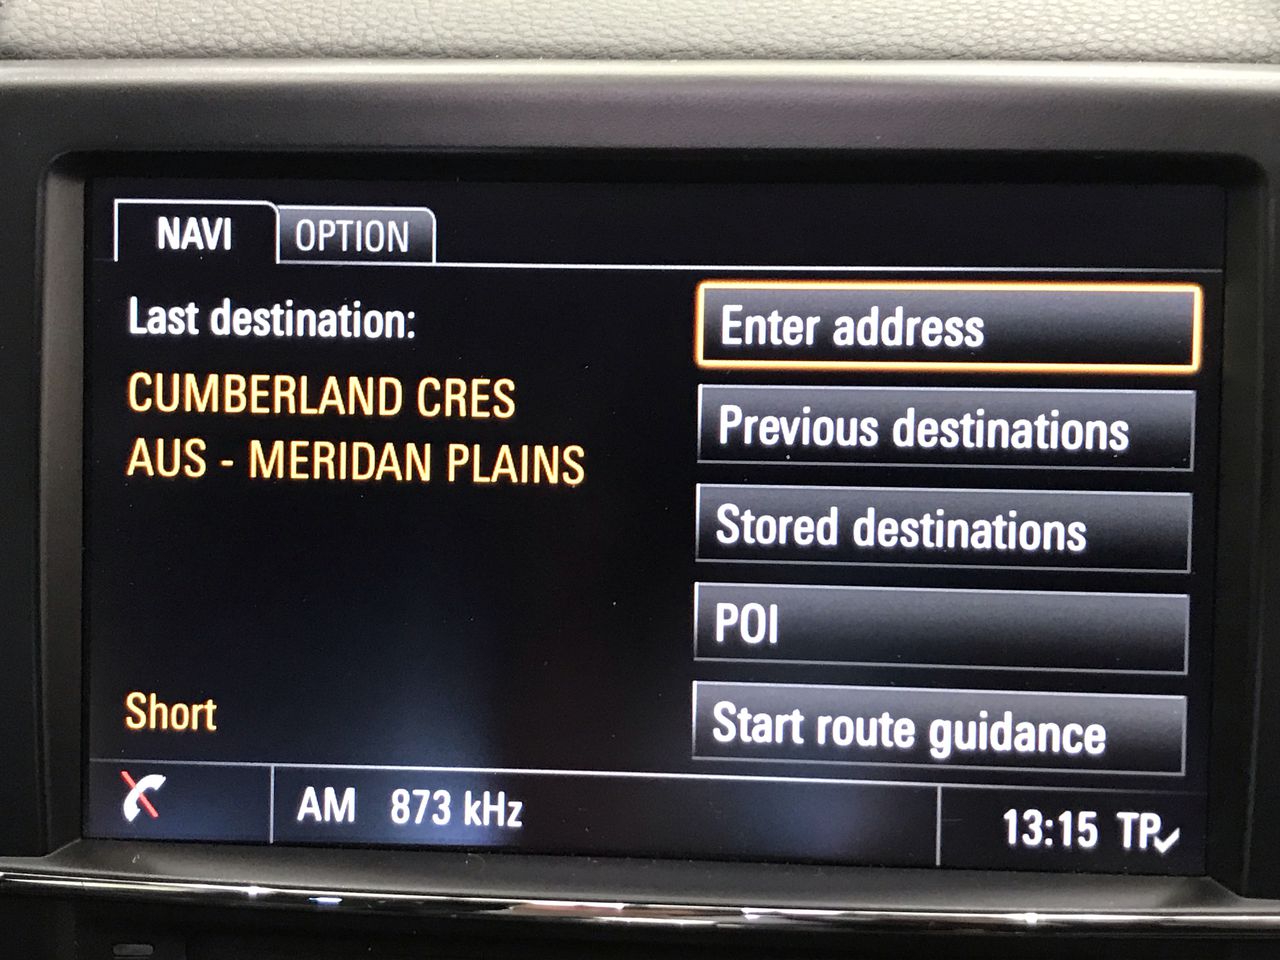 NAVI OPTION
Last destination:
CUMBERLAND CRES
AUS - MERIDAN PLAINS
Short
Enter address
Previous destinations
Stored destinations
POI
Start route guidance
AM 873 kHz
13:15 TP